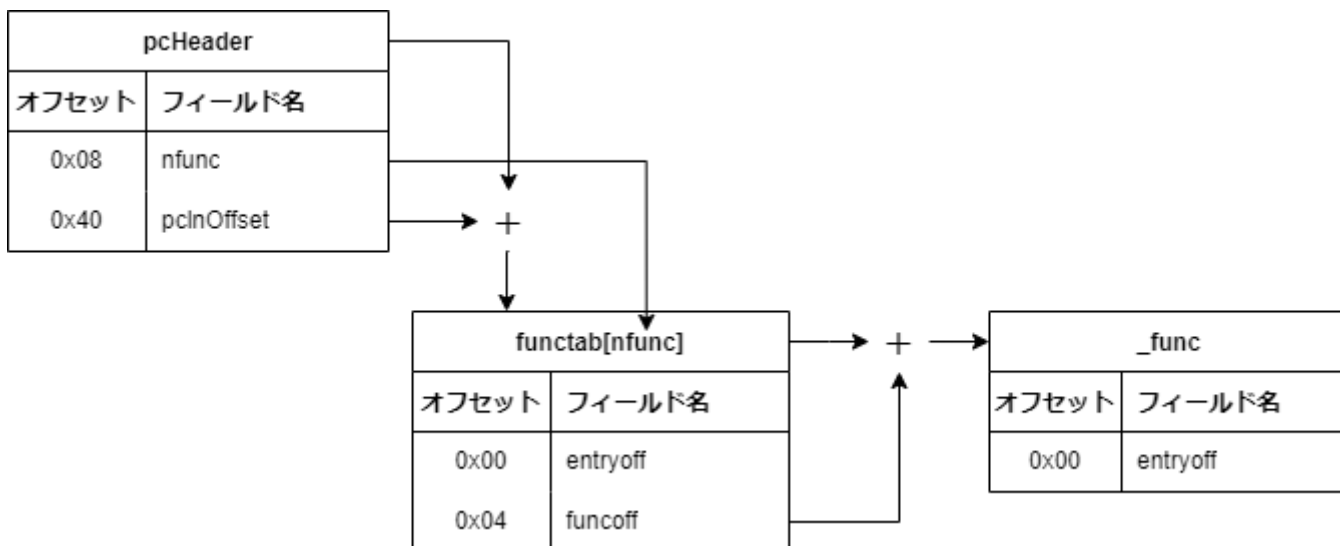 pcHeader
オフセット フィールド名
0x08 nfunc
0x40 pclnOffset
+
functab[nfunc]
オフセット フィールド名
0x00 entryoff
0x04 funcoff
+
_func
オフセット フィールド名
0x00 entryoff